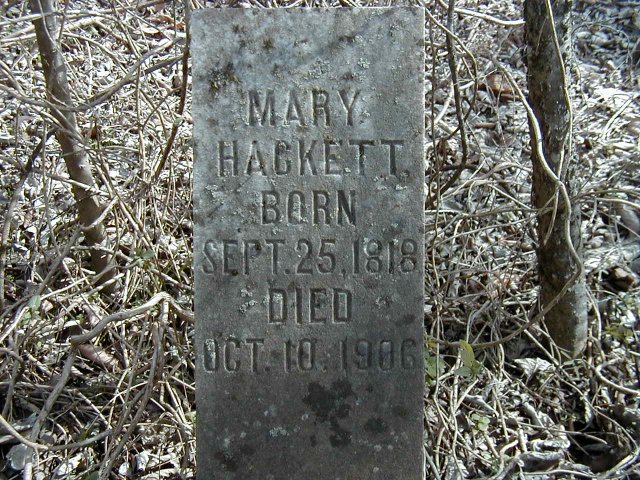 MARY
HACKETT.
BORN
SEPT. 25, 1818
DIED
OCT. 10. 1906